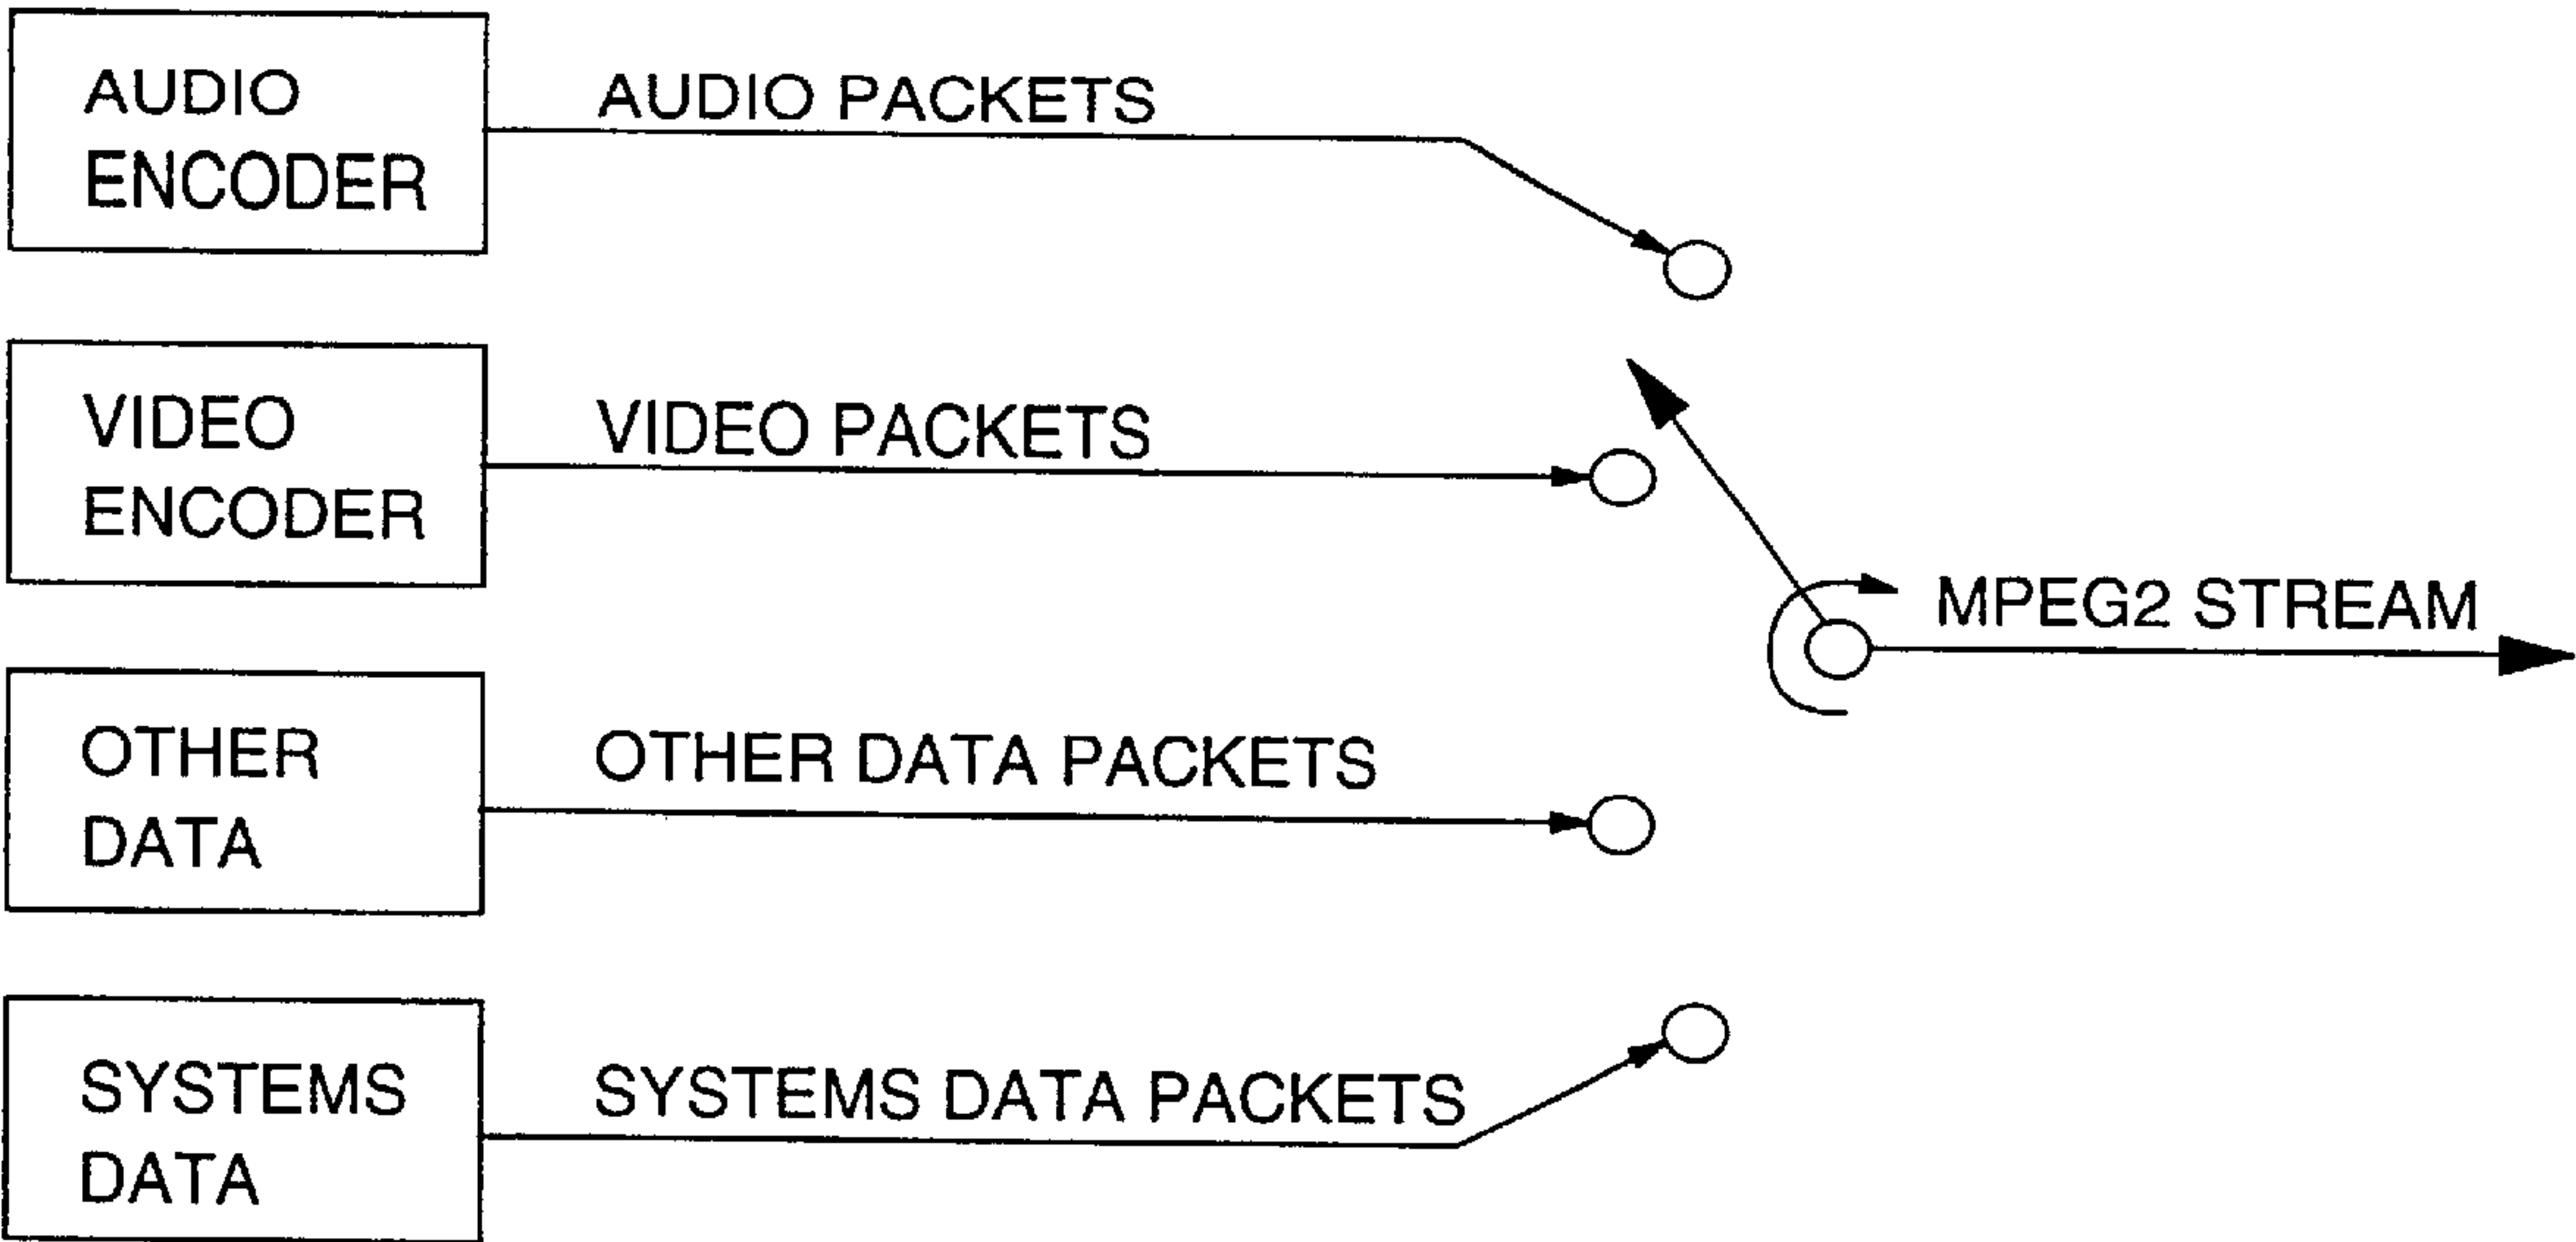 AUDIO
ENCODER
AUDIO PACKETS
VIDEO
ENCODER
VIDEO PACKETS
MPEG2 STREAM
OTHER
DATA
OTHER DATA PACKETS
SYSTEMS
DATA
SYSTEMS DATA PACKETS